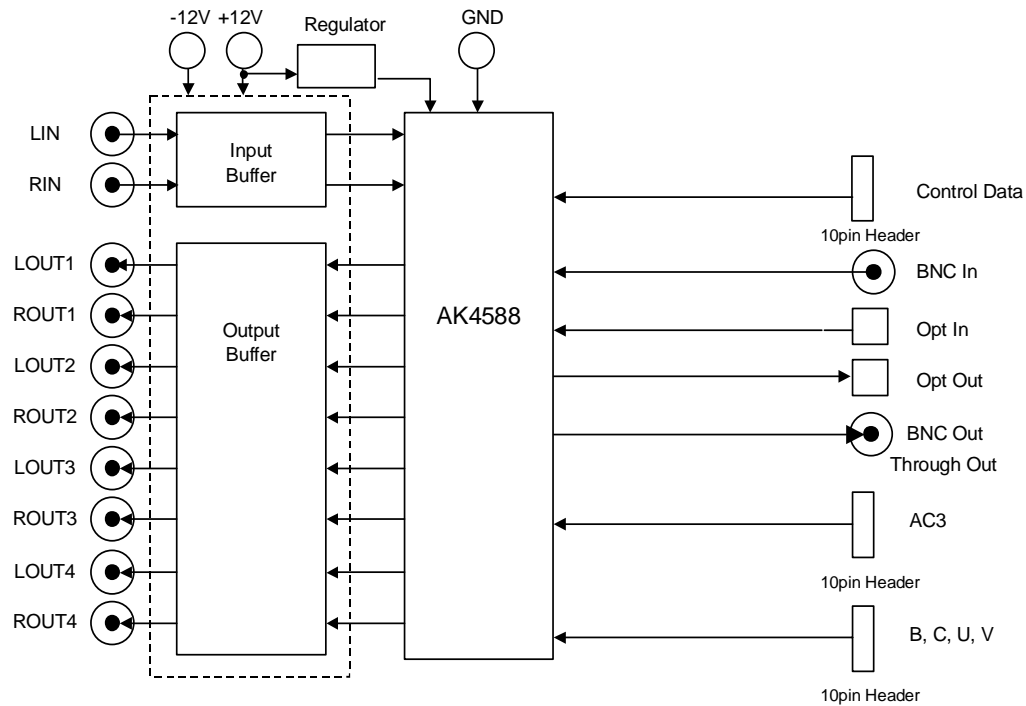 -12V +12V
Regulator
GND
LIN
RIN
Input
Buffer
LOUT1
ROUT1
LOUT2
ROUT2
LOUT3
ROUT3
LOUT4
ROUT4
Output
Buffer
AK4588
Control Data
10pin Header
BNC In
Opt In
Opt Out
BNC Out
Through Out
AC3
10pin Header
B, C, U, V
10pin Header